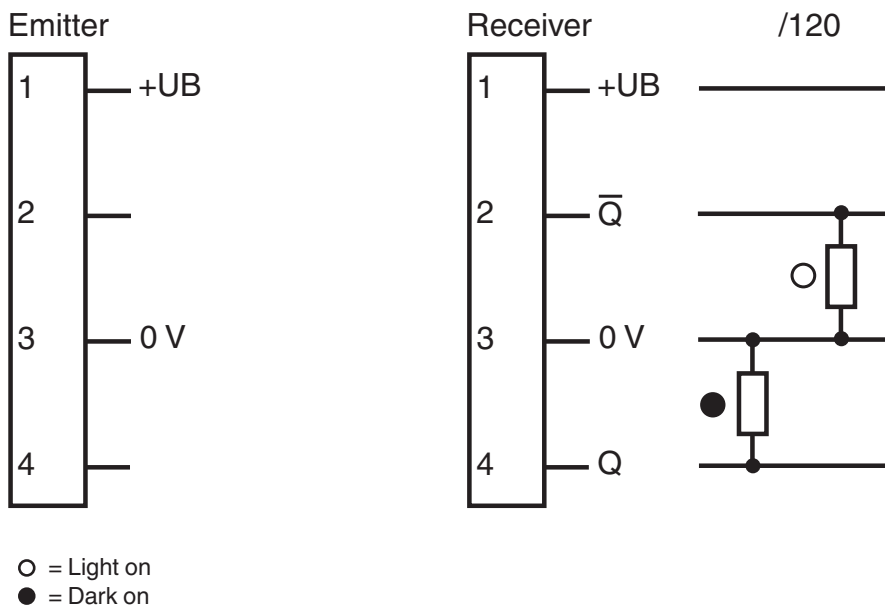 Emitter Receiver /120
1 +UB 1 +UB
2 2 Q̅
3 0 V 3 0 V
4 4 Q
= Light on
= Dark on